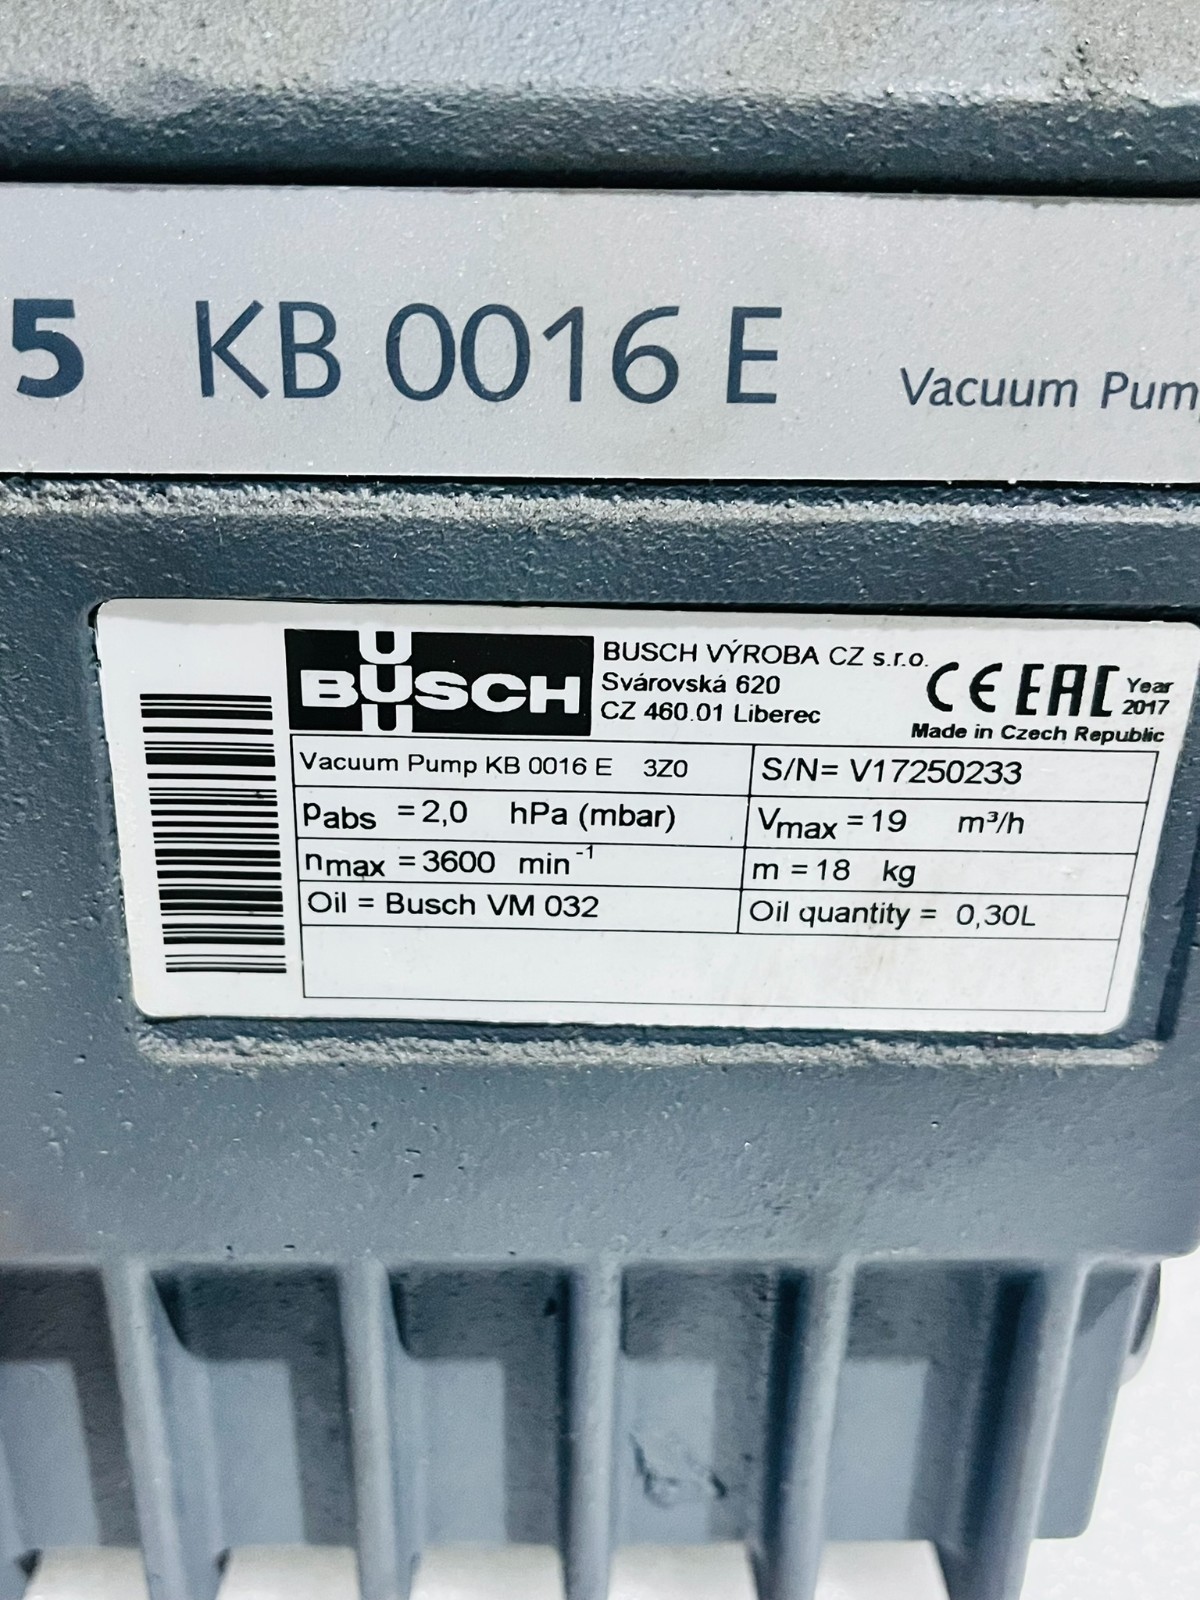 5 KB 0016 E Vacuum Pum
BUSCH
BUSCH VÝROBA CZ s.r.o.
Svárovská 620
CZ 460.01 Liberec
CE EAC Year
2017
Made in Czech Republic
Vacuum Pump KB 0016 E 3Z0 S/N= V17250233
Pabs =2,0 hPa (mbar) Vmax =19 m³/h
nmax =3600 min⁻¹ m =18 kg
Oil = Busch VM 032 Oil quantity = 0,30L